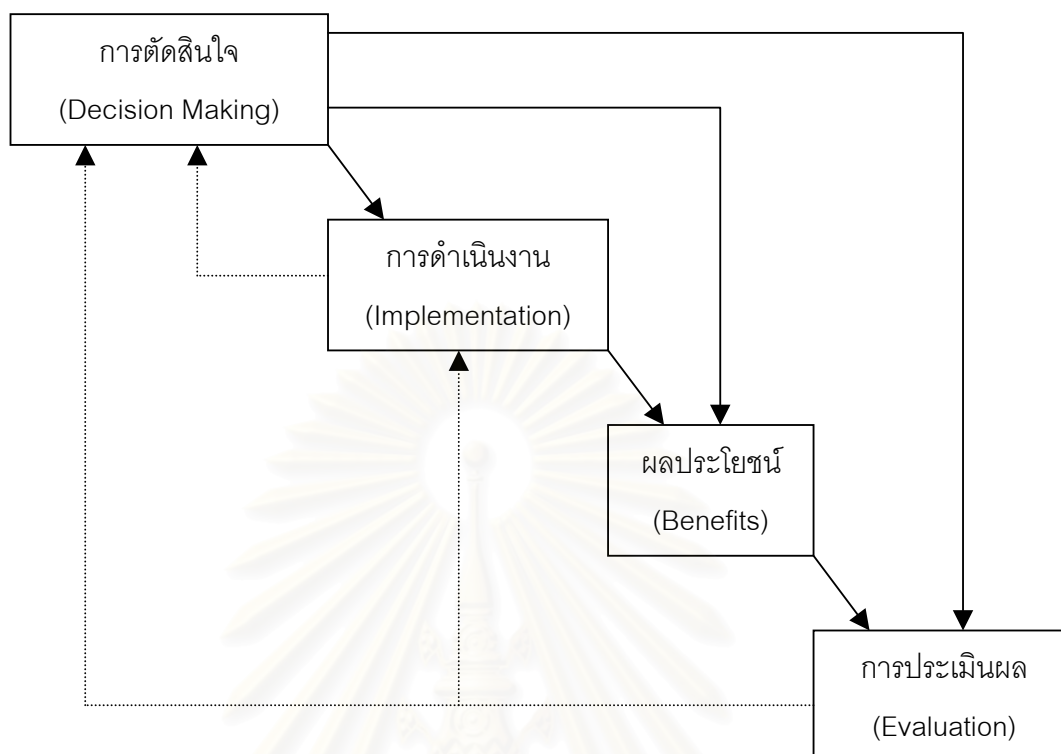 การตัดสินใจ
(Decision Making)
การดำเนินงาน
(Implementation)
ผลประโยชน์
(Benefits)
การประเมินผล
(Evaluation)